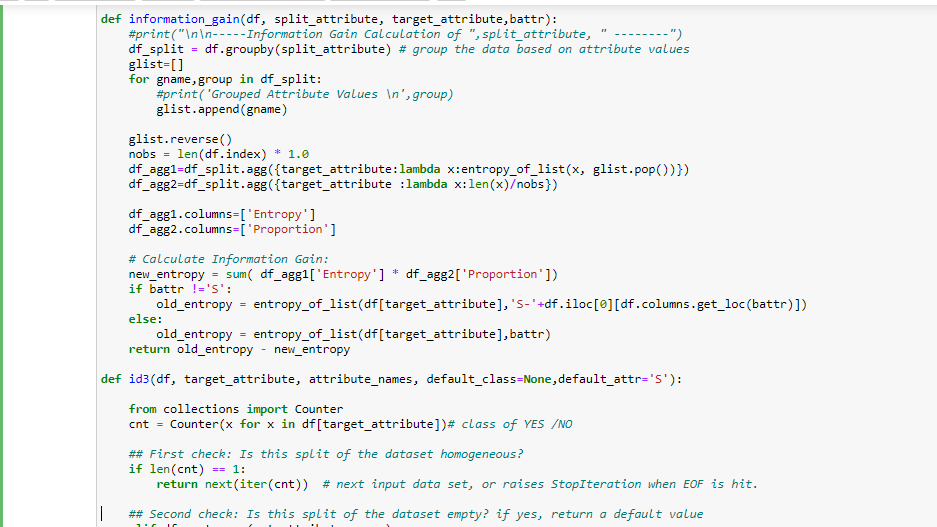 def information_gain(df, split_attribute, target_attribute,battr):
    #print("\n\n-----Information Gain Calculation of ",split_attribute, " --------")
    df_split = df.groupby(split_attribute) # group the data based on attribute values
    glist=[]
    for gname,group in df_split:
        #print('Grouped Attribute Values \n',group)
        glist.append(gname)

    glist.reverse()
    nobs = len(df.index) * 1.0
    df_agg1=df_split.agg({target_attribute:lambda x:entropy_of_list(x, glist.pop())})
    df_agg2=df_split.agg({target_attribute :lambda x:len(x)/nobs})

    df_agg1.columns=['Entropy']
    df_agg2.columns=['Proportion']

    # Calculate Information Gain:
    new_entropy = sum( df_agg1['Entropy'] * df_agg2['Proportion'])
    if battr !='S':
        old_entropy = entropy_of_list(df[target_attribute],'S-'+df.iloc[0][df.columns.get_loc(battr)])
    else:
        old_entropy = entropy_of_list(df[target_attribute],battr)
    return old_entropy - new_entropy

def id3(df, target_attribute, attribute_names, default_class=None,default_attr='S'):

    from collections import Counter
    cnt = Counter(x for x in df[target_attribute])# class of YES /NO

    ## First check: Is this split of the dataset homogeneous?
    if len(cnt) == 1:
        return next(iter(cnt))  # next input data set, or raises StopIteration when EOF is hit.

    ## Second check: Is this split of the dataset empty? if yes, return a default value